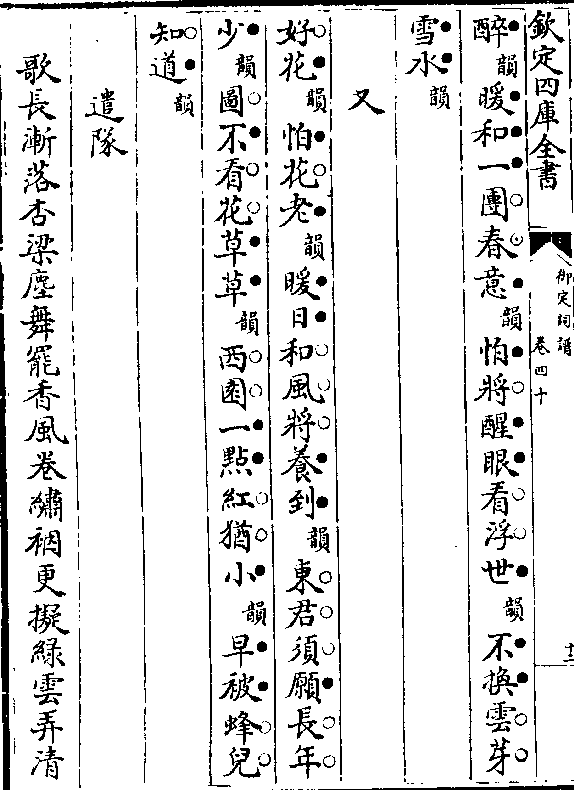 欽定四庫全書
御定詞譜
卷四十
十二
醉韻暖和一團春意韻怕將醒眼看浮世韻不換雲芽
雪水韻
又
好花韻怕花老韻暖日和風將養到韻東君須願長年
少韻圖不看花草草韻西園一點紅猶小韻早被蜂兒
知道韻
遣隊
歌長漸落杏梁塵舞罷香風卷繡裀更擬綠雲弄清